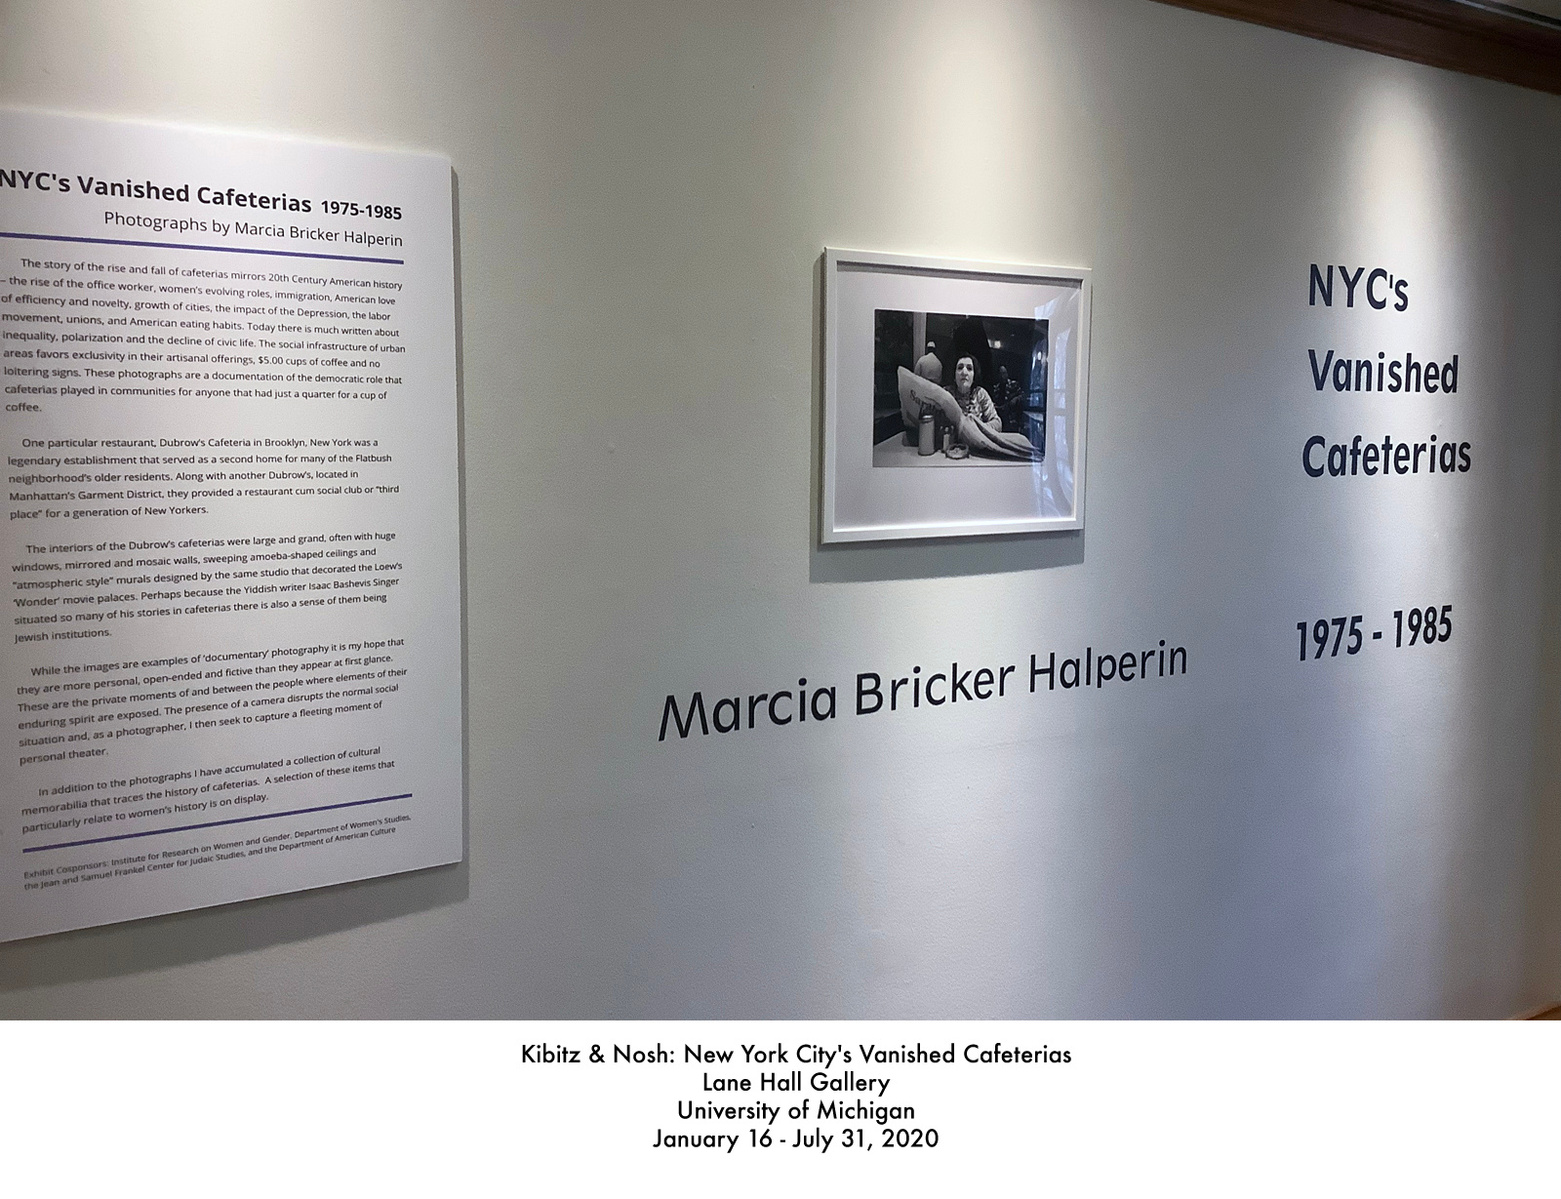 NYC's Vanished Cafeterias 1975-1985
Photographs by Marcia Bricker Halperin
The story of the rise and fall of cafeterias mirrors 20th Century American history
– the rise of the office worker, women's evolving roles, immigration, American love
of efficiency and novelty, growth of cities, the impact of the Depression, the labor
movement, unions, and American eating habits. Today there is much written about
inequality, polarization and the decline of civic life. The social infrastructure of urban
areas favors exclusivity in their artisanal offerings, $5.00 cups of coffee and no
loitering signs. These photographs are a documentation of the democratic role that
cafeterias played in communities for anyone that had just a quarter for a cup of
coffee.
One particular restaurant, Dubrow's Cafeteria in Brooklyn, New York was a
legendary establishment that served as a second home for many of the Flatbush
neighborhood's older residents. Along with another Dubrow's, located in
Manhattan's Garment District, they provided a restaurant cum social club or "third
place" for a generation of New Yorkers.
The interiors of the Dubrow's cafeterias were large and grand, often with huge
windows, mirrored and mosaic walls, sweeping amoeba-shaped ceilings and
"atmospheric style" murals designed by the same studio that decorated the Loew's
'Wonder' movie palaces. Perhaps because the Yiddish writer Isaac Bashevis Singer
situated so many of his stories in cafeterias there is also a sense of them being
Jewish institutions.
While the images are examples of 'documentary' photography it is my hope that
they are more personal, open-ended and fictive than they appear at first glance.
These are the private moments of and between the people where elements of their
enduring spirit are exposed. The presence of a camera disrupts the normal social
situation and, as a photographer, I then seek to capture a fleeting moment of
personal theater.
In addition to the photographs I have accumulated a collection of cultural
memorabilia that traces the history of cafeterias. A selection of these items that
particularly relate to women's history is on display.
Exhibit Cosponsors: Institute for Research on Women and Gender, Department of Women's Studies,
the Jean and Samuel Frankel Center for Judaic Studies, and the Department of American Culture
Marcia Bricker Halperin
NYC's
Vanished
Cafeterias
1975 - 1985
Kibitz & Nosh: New York City's Vanished Cafeterias
Lane Hall Gallery
University of Michigan
January 16 - July 31, 2020